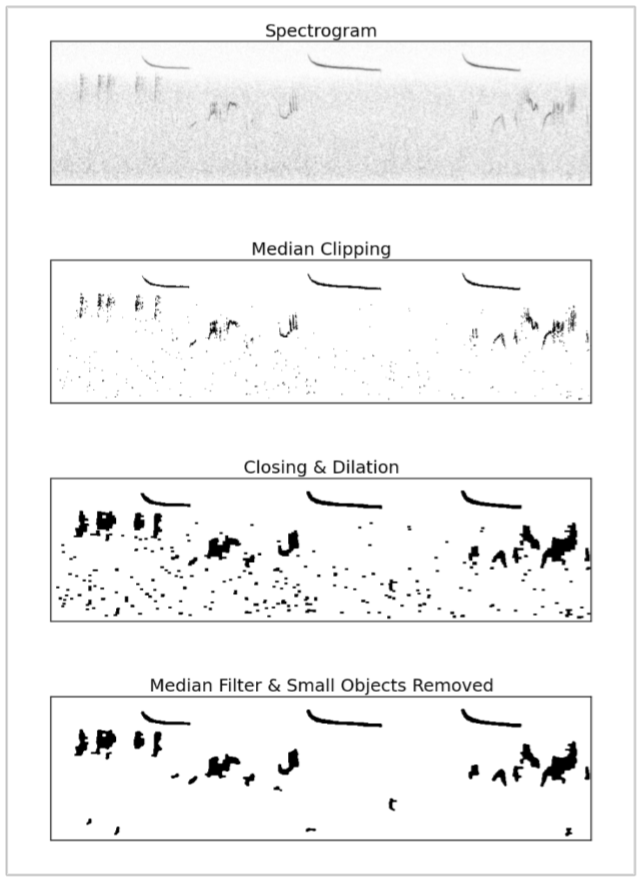 Spectrogram
Median Clipping
Closing & Dilation
Median Filter & Small Objects Removed